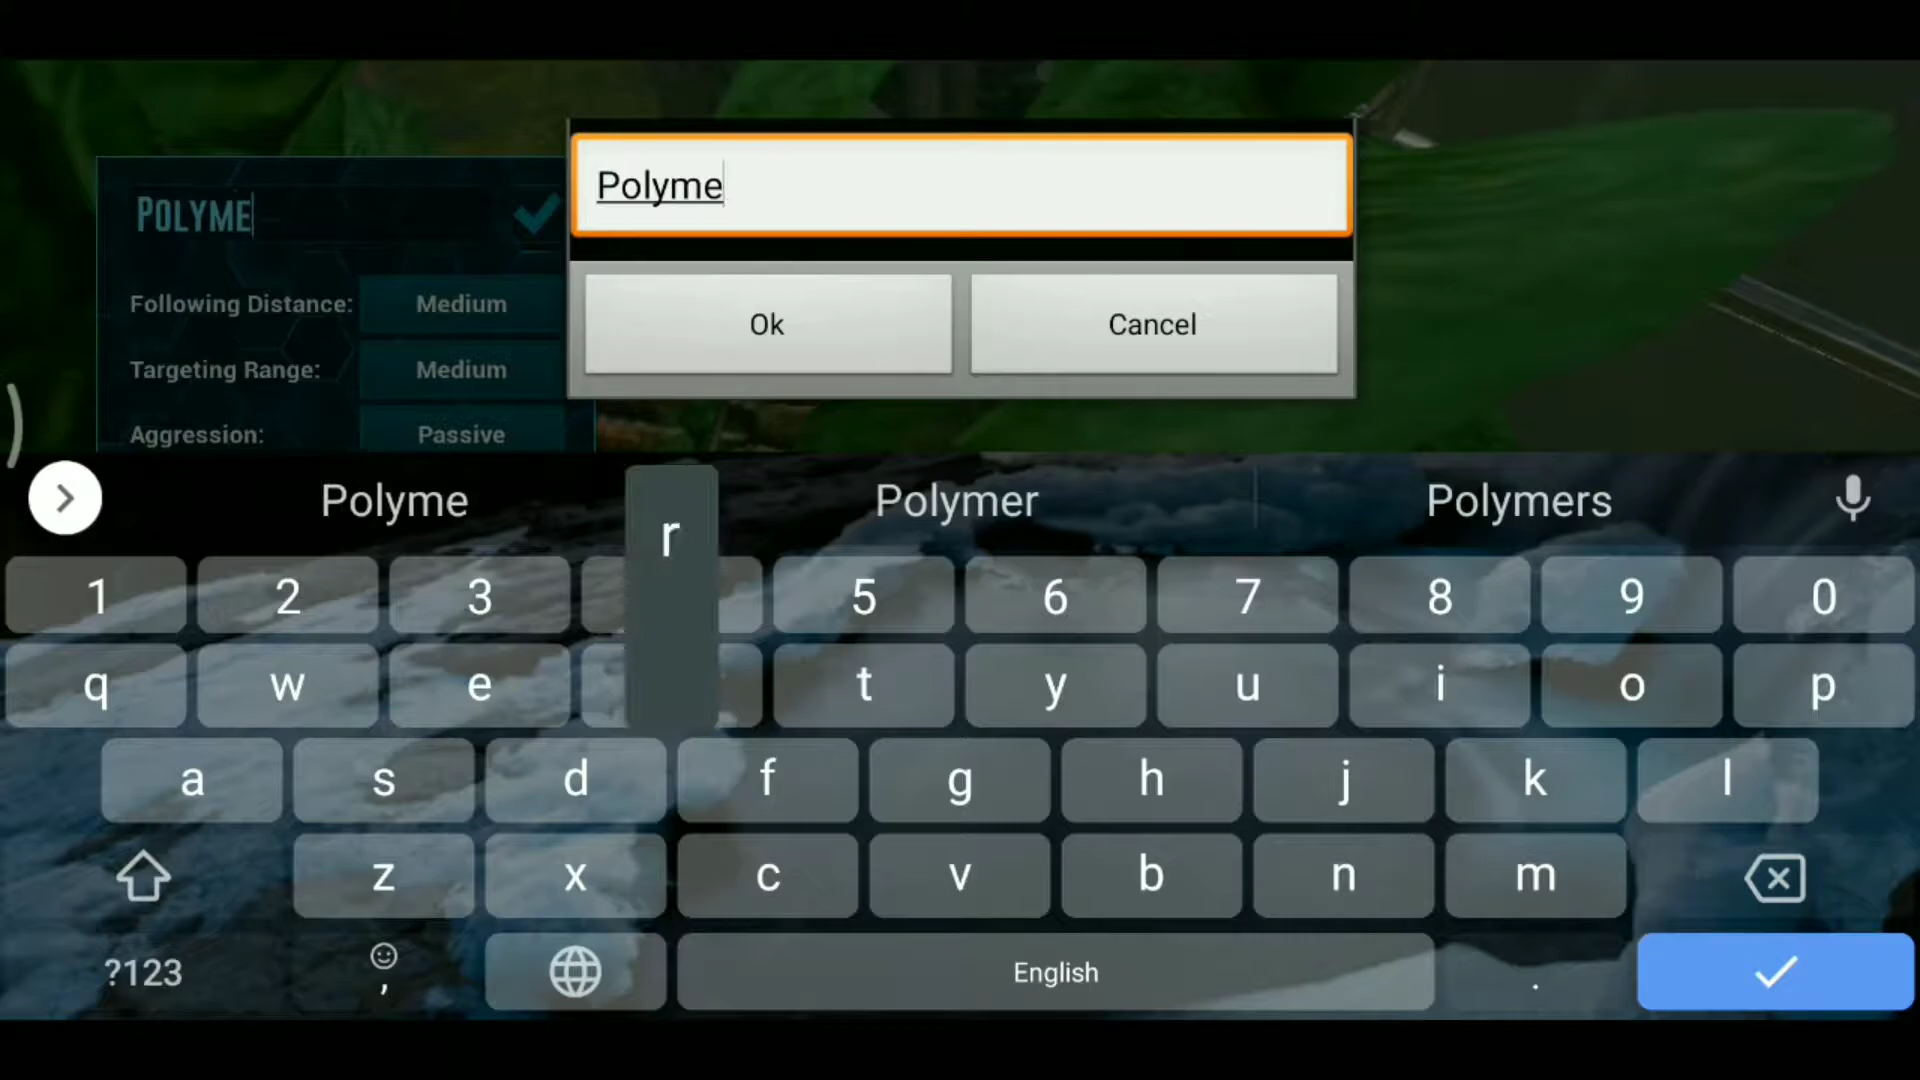 Polyme
POLYME
Following Distance: Medium
Targeting Range: Medium
Aggression: Passive
Ok Cancel
Polyme Polymer Polymers
r
1 2 3 5 6 7 8 9 0
q w e t y u i o p
a s d f g h j k l
z x c v b n m
?123 , English .